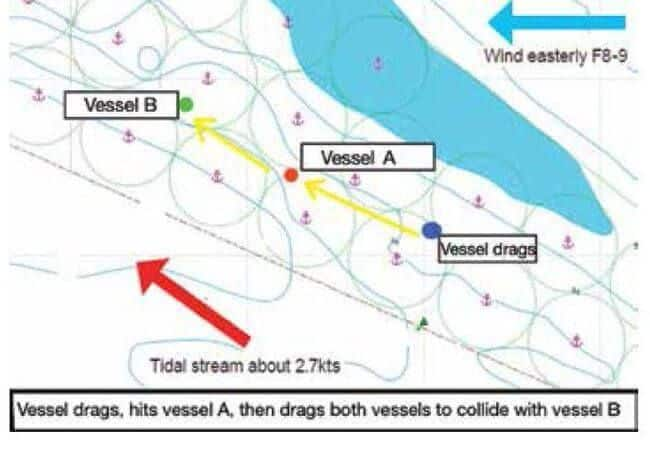 Wind easterly F8-9
Vessel B
Vessel A
Vessel drags
Tidal stream about 2.7kts
Vessel drags, hits vessel A, then drags both vessels to collide with vessel B